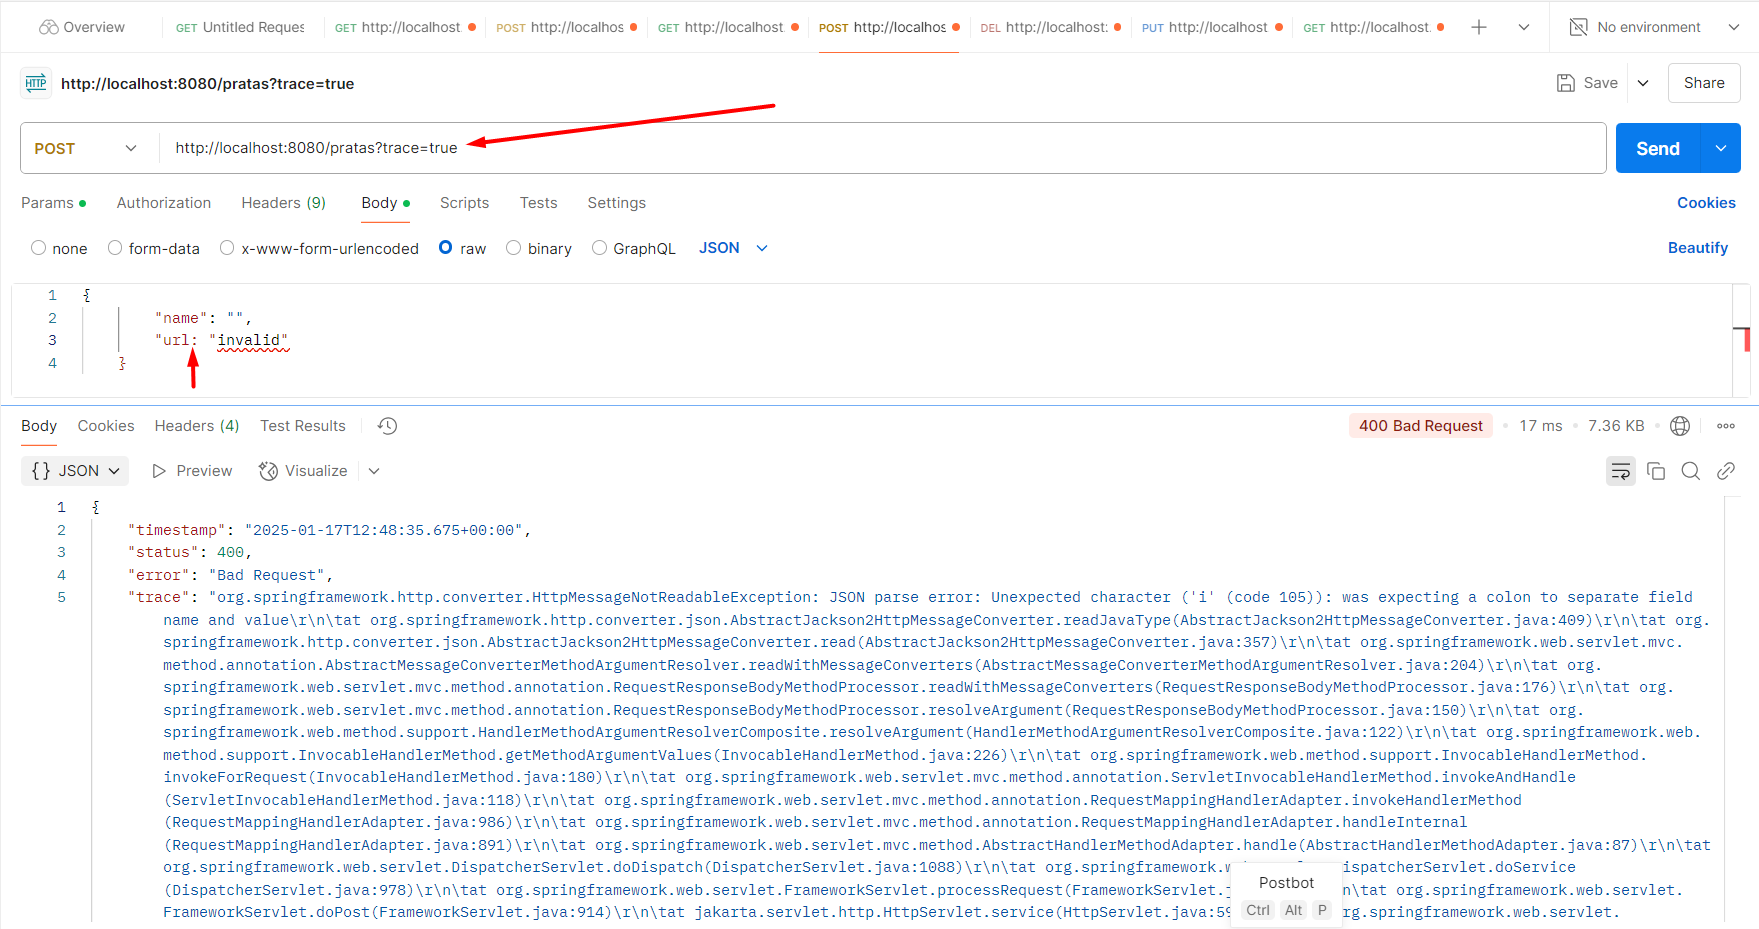 Overview
GET Untitled Reques
GET http://localhost.
POST http://localhos
GET http://localhost.
POST http://localhos
DEL http://localhost:
PUT http://localhost
GET http://localhost.
No environment
HTTP http://localhost:8080/pratas?trace=true
Save
Share
POST http://localhost:8080/pratas?trace=true
Send
Params
Authorization
Headers (9)
Body
Scripts
Tests
Settings
Cookies
none
form-data
x-www-form-urlencoded
raw
binary
GraphQL
JSON
Beautify
1 {
2 "name": "",
3 "url: "invalid"
4 }
Body
Cookies
Headers (4)
Test Results
400 Bad Request
17 ms
7.36 KB
{} JSON
Preview
Visualize
1 {
2 "timestamp": "2025-01-17T12:48:35.675+00:00",
3 "status": 400,
4 "error": "Bad Request",
5 "trace": "org.springframework.http.converter.HttpMessageNotReadableException: JSON parse error: Unexpected character ('i' (code 105)): was expecting a colon to separate field
name and value\r\n\tat org.springframework.http.converter.json.AbstractJackson2HttpMessageConverter.readJavaType(AbstractJackson2HttpMessageConverter.java:409)\r\n\tat org.
springframework.http.converter.json.AbstractJackson2HttpMessageConverter.read(AbstractJackson2HttpMessageConverter.java:357)\r\n\tat org.springframework.web.servlet.mvc.
method.annotation.AbstractMessageConverterMethodArgumentResolver.readWithMessageConverters(AbstractMessageConverterMethodArgumentResolver.java:204)\r\n\tat org.
springframework.web.servlet.mvc.method.annotation.RequestResponseBodyMethodProcessor.readWithMessageConverters(RequestResponseBodyMethodProcessor.java:176)\r\n\tat org.
springframework.web.servlet.mvc.method.annotation.RequestResponseBodyMethodProcessor.resolveArgument(RequestResponseBodyMethodProcessor.java:150)\r\n\tat org.
springframework.web.method.support.HandlerMethodArgumentResolverComposite.resolveArgument(HandlerMethodArgumentResolverComposite.java:122)\r\n\tat org.springframework.web.
method.support.InvocableHandlerMethod.getMethodArgumentValues(InvocableHandlerMethod.java:226)\r\n\tat org.springframework.web.method.support.InvocableHandlerMethod.
invokeForRequest(InvocableHandlerMethod.java:180)\r\n\tat org.springframework.web.servlet.mvc.method.annotation.ServletInvocableHandlerMethod.invokeAndHandle
(ServletInvocableHandlerMethod.java:118)\r\n\tat org.springframework.web.servlet.mvc.method.annotation.RequestMappingHandlerAdapter.invokeHandlerMethod
(RequestMappingHandlerAdapter.java:986)\r\n\tat org.springframework.web.servlet.mvc.method.annotation.RequestMappingHandlerAdapter.handleInternal
(RequestMappingHandlerAdapter.java:891)\r\n\tat org.springframework.web.servlet.mvc.method.AbstractHandlerMethodAdapter.handle(AbstractHandlerMethodAdapter.java:87)\r\n\tat
org.springframework.web.servlet.DispatcherServlet.doDispatch(DispatcherServlet.java:1088)\r\n\tat org.springframework.w ispatcherServlet.doService
(DispatcherServlet.java:978)\r\n\tat org.springframework.web.servlet.FrameworkServlet.processRequest(FrameworkServlet. n\tat org.springframework.web.servlet.
FrameworkServlet.doPost(FrameworkServlet.java:914)\r\n\tat jakarta.servlet.http.HttpServlet.service(HttpServlet.java:59 rg.springframework.web.servlet.
Postbot
Ctrl Alt P